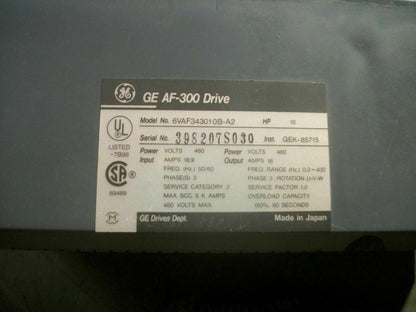 GE AF-300 Drive
Model No. 6VAF343010B-A2 HP 10
UL
LISTED
-7B98
Serial No. 398207S030 Inst. GEK-85715
Power VOLTS 460 Power VOLTS 460
Input AMPS 18.9 Output AMPS 18
FREQ. (Hz.) 50/60 FREQ. RANGE (Hz.) 0.2-400
PHASE(S) 3 PHASE 3 : ROTATION U-V-W
SERVICE CATEGORY 2 SERVICE FACTOR 1.0
MAX. SCC. 5 K AMPS OVERLOAD CAPACITY
460 VOLTS MAX. 150%, 60 SECONDS
SA
69489
M
GE Drives Dept. Made in Japan